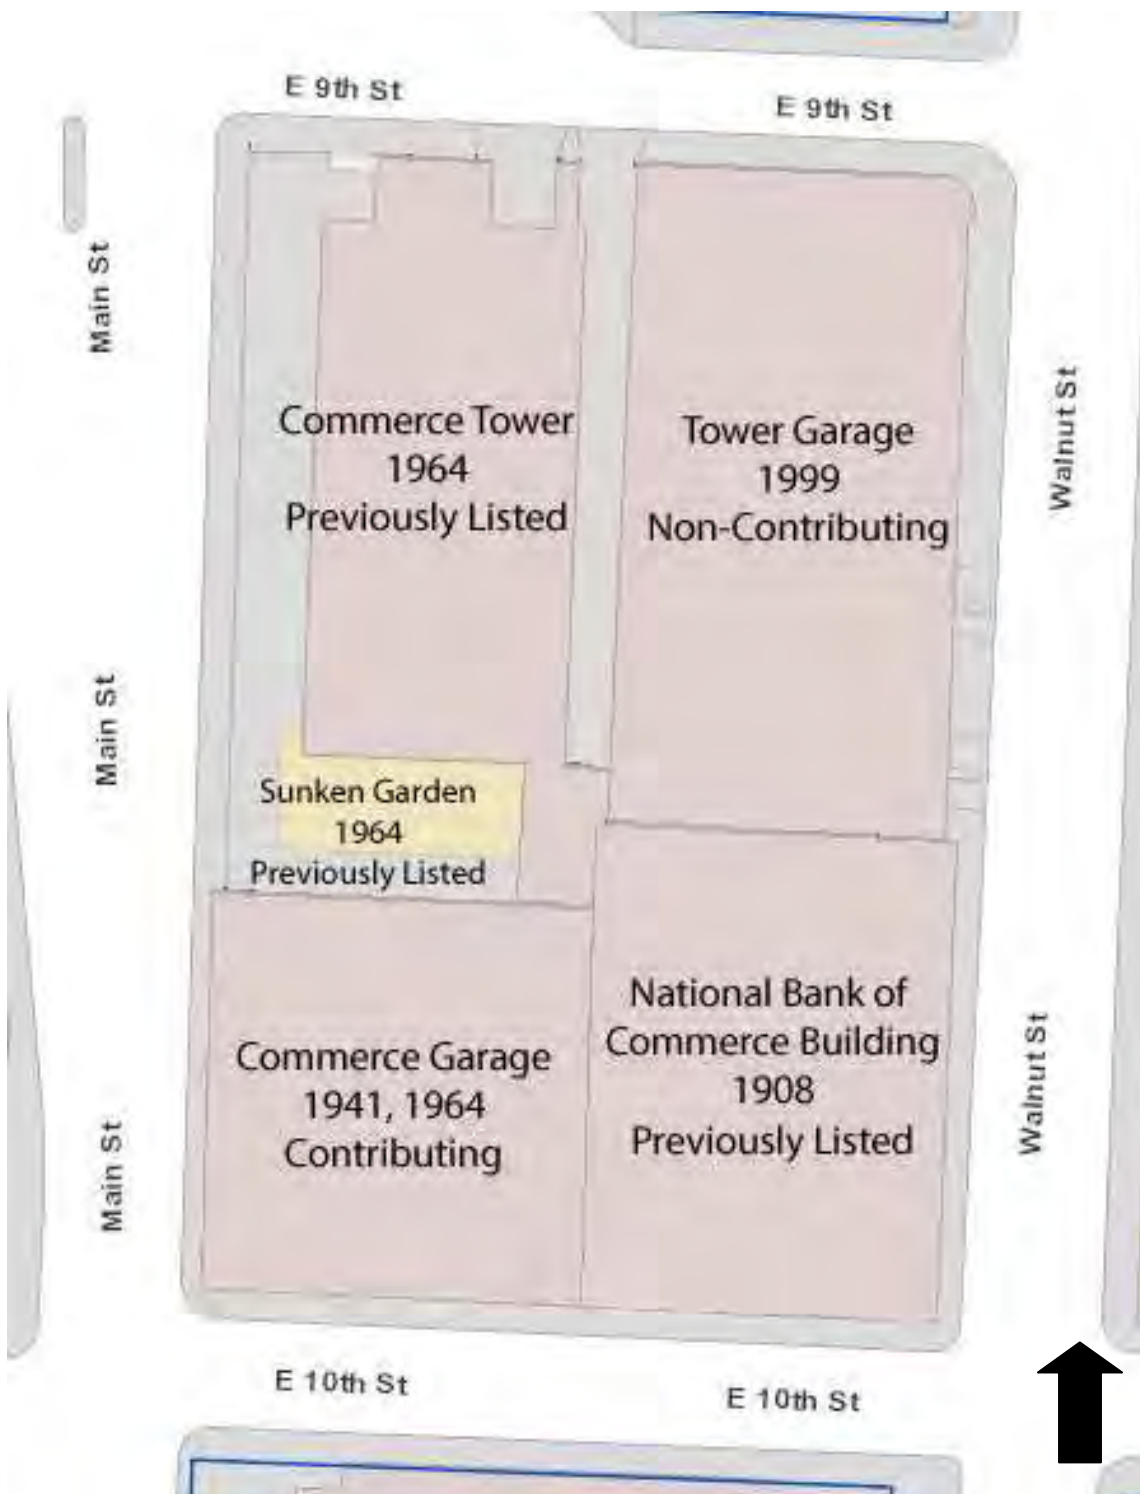 E 9th St
E 9th St
Main St
Walnut St
Commerce Tower
1964
Previously Listed
Tower Garage
1999
Non-Contributing
Main St
Sunken Garden
1964
Previously Listed
National Bank of
Commerce Building
1908
Previously Listed
Walnut St
Commerce Garage
1941, 1964
Contributing
Main St
E 10th St
E 10th St